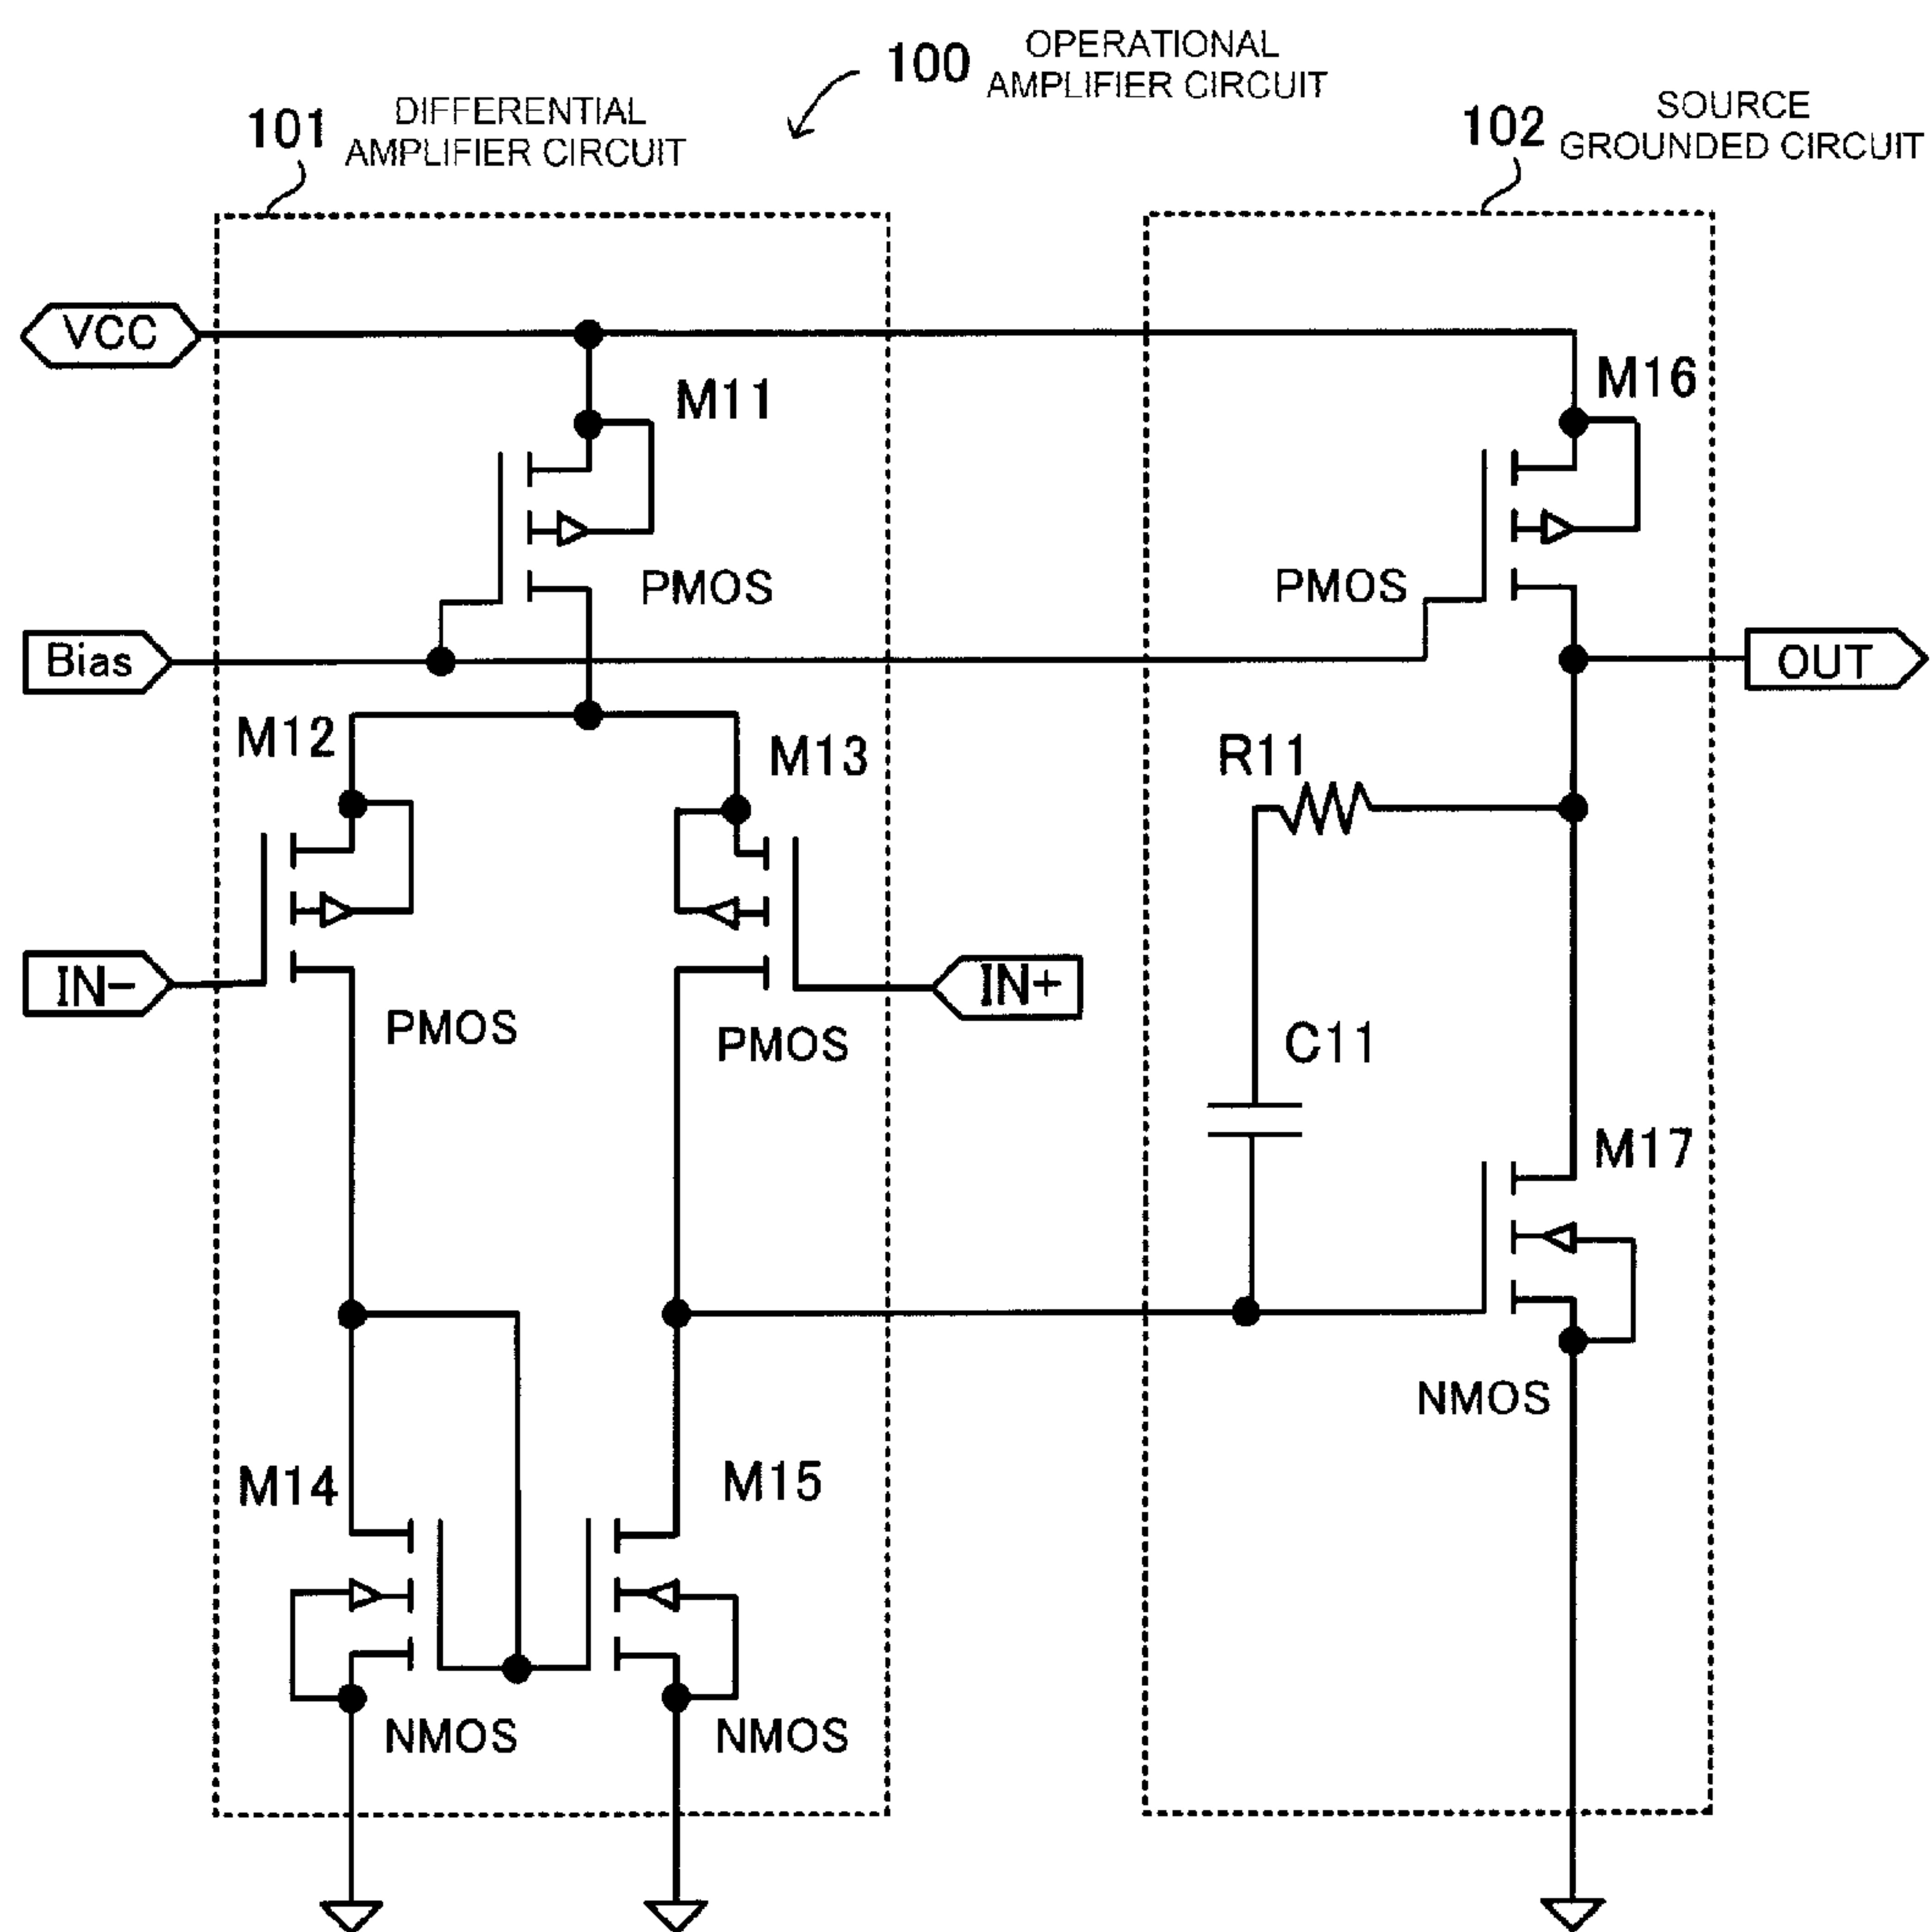 100 OPERATIONAL
AMPLIFIER CIRCUIT
101 DIFFERENTIAL
AMPLIFIER CIRCUIT
102 SOURCE
GROUNDED CIRCUIT
VCC
M11
M16
PMOS
PMOS
Bias
OUT
M12
M13
R11
IN-
IN+
PMOS
PMOS
C11
M17
NMOS
M14
M15
NMOS
NMOS